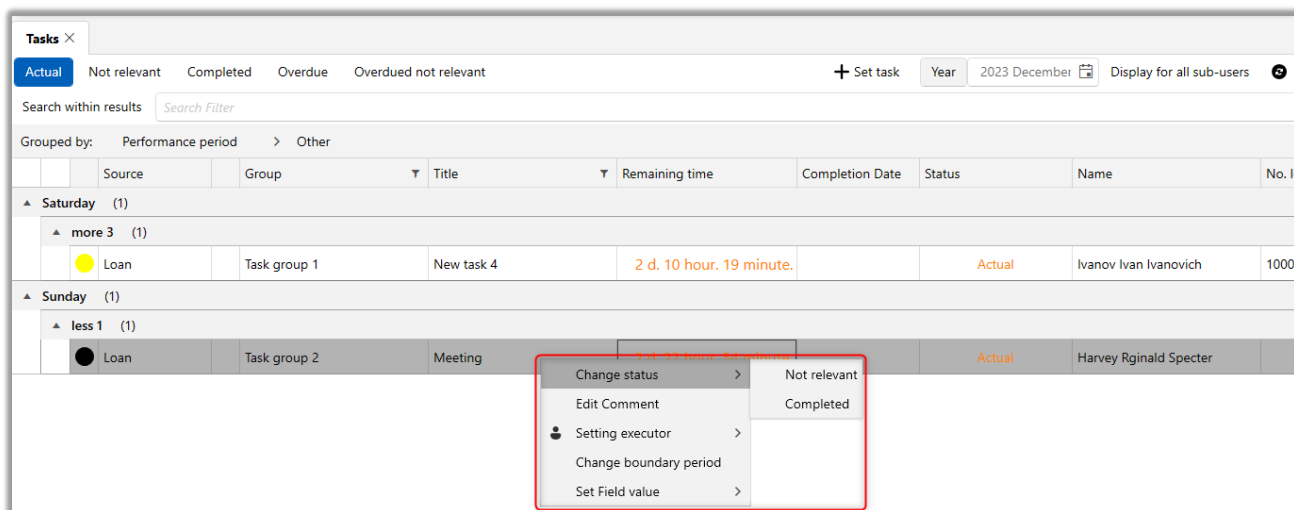 Tasks
Actual Not relevant Completed Overdue Overdued not relevant Set task Year 2023 December Display for all sub-users
Search within results Search Filter
Grouped by: Performance period > Other
Source Group Title Remaining time Completion Date Status Name No.
Saturday (1)
more 3 (1)
Loan Task group 1 New task 4 2 d. 10 hour. 19 minute. Actual Ivanov Ivan Ivanovich 1000
Sunday (1)
less 1 (1)
Loan Task group 2 Meeting Actual Harvey Rginald Specter
Change status > Not relevant
Edit Comment Completed
Setting executor >
Change boundary period
Set Field value >